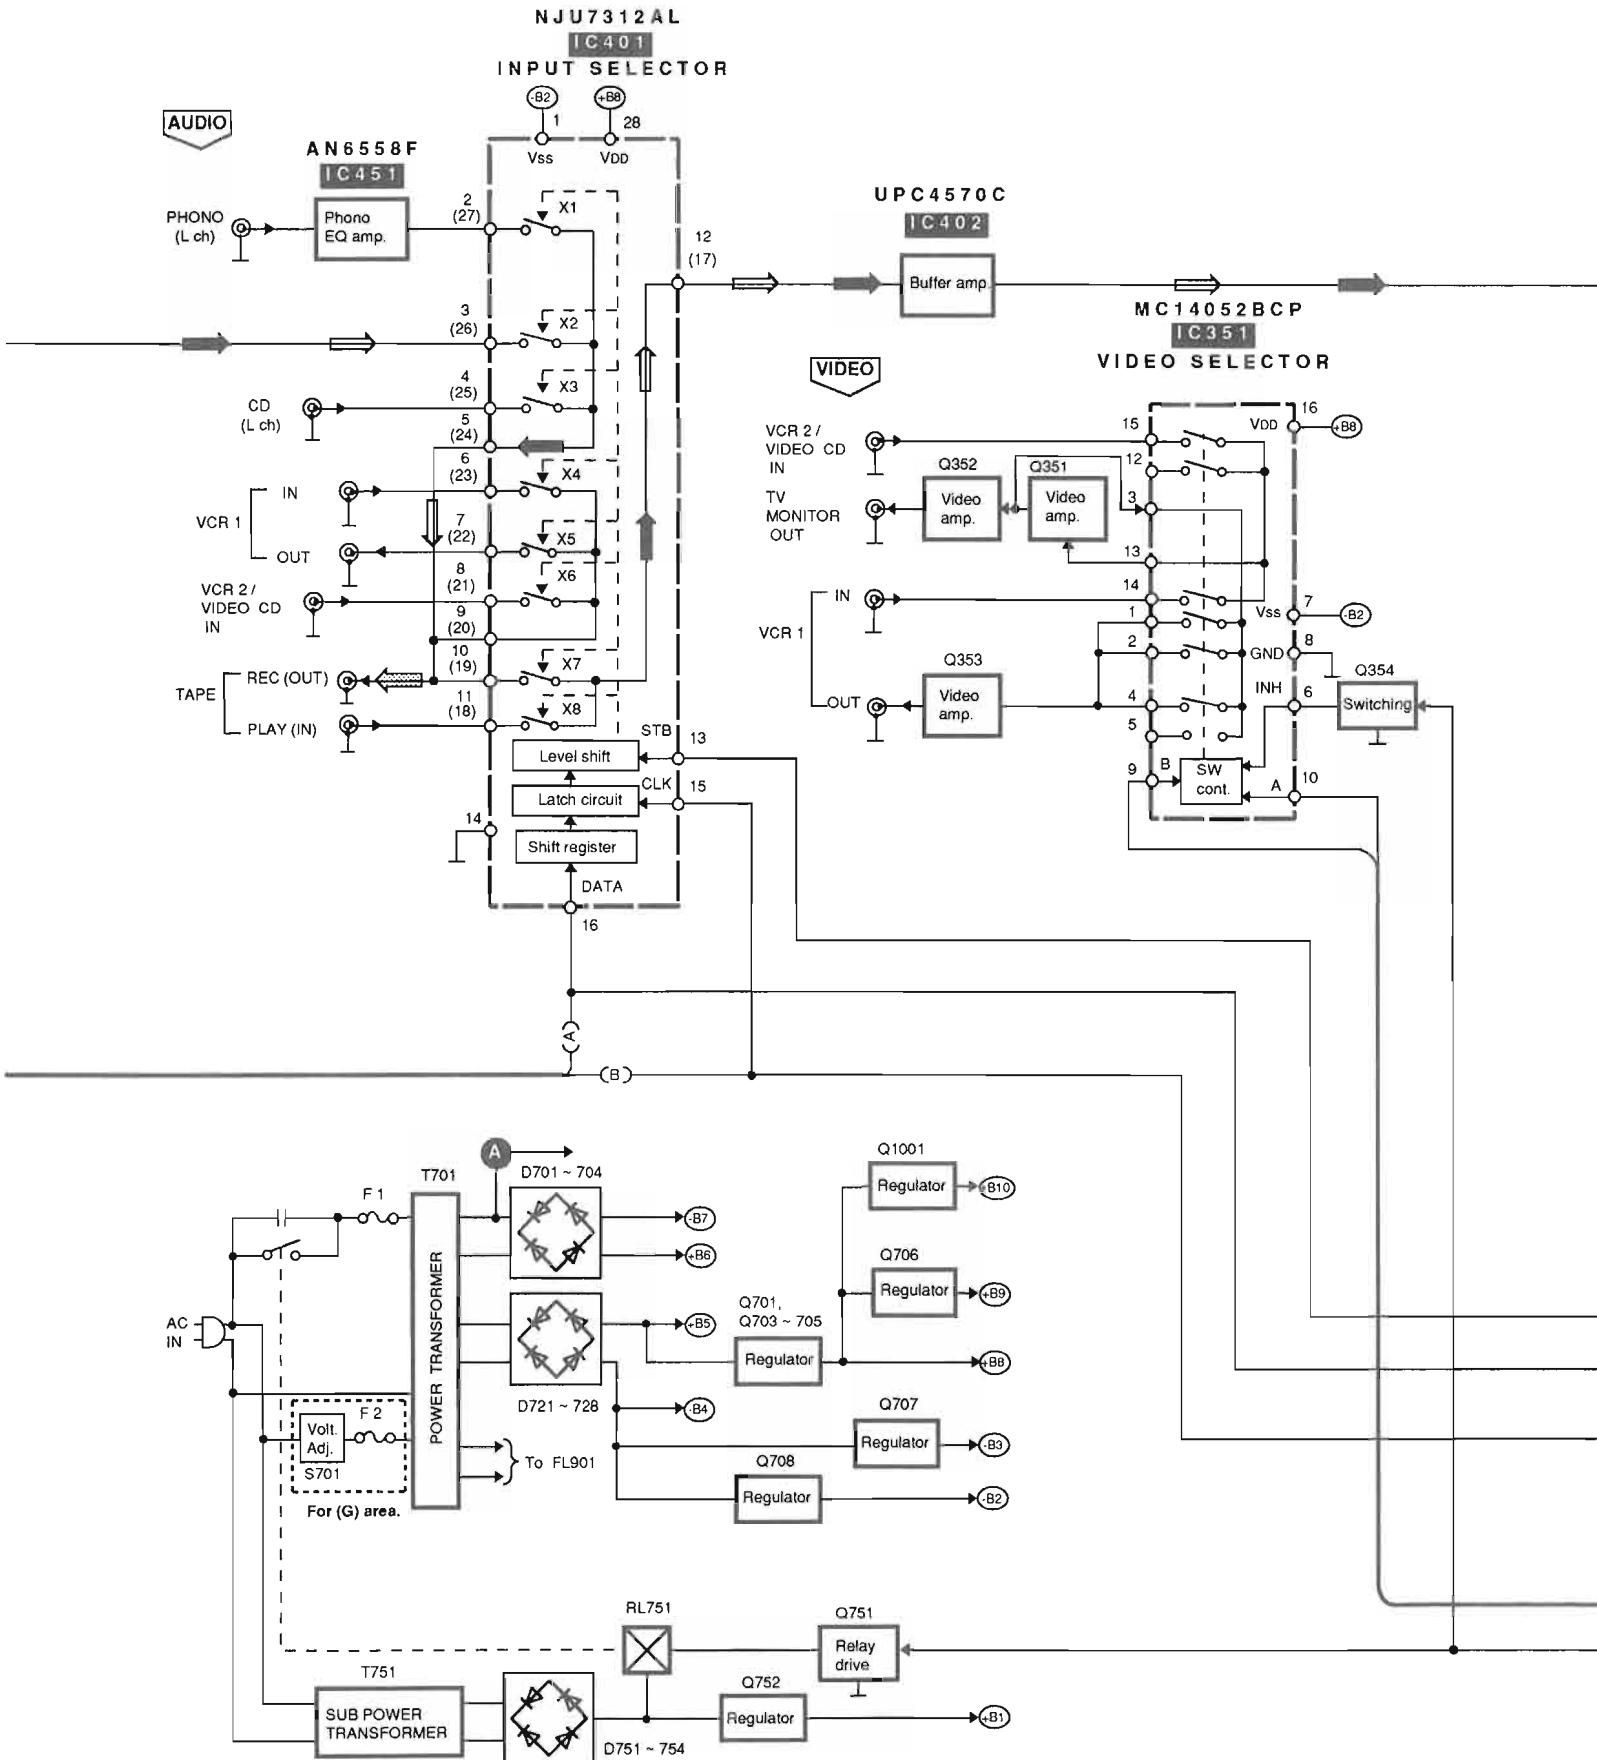 NJU7312AL
IC401
INPUT SELECTOR
-B2
+B8
1
28
VSS
VDD
AUDIO
AN6558F
IC451
PHONO
(L ch)
Phono
EQ amp.
2
(27)
X1
12
(17)
UPC4570C
IC402
Buffer amp.
3
(26)
X2
4
(25)
X3
CD
(L ch)
5
(24)
6
(23)
X4
VCR 1
IN
7
(22)
X5
OUT
8
(21)
X6
VCR 2 /
VIDEO CD
IN
9
(20)
10
(19)
X7
TAPE
REC (OUT)
11
(18)
X8
PLAY (IN)
STB
13
Level shift
CLK
15
Latch circuit
14
Shift register
DATA
16
MC14052BCP
IC351
VIDEO SELECTOR
VIDEO
VCR 2 /
VIDEO CD
IN
15
VDD
16
+B8
12
Q352
Q351
TV
MONITOR
OUT
Video
amp.
Video
amp.
3
13
14
VCR 1
IN
1
Vss
7
-B2
2
GND
8
Q353
Q354
OUT
Video
amp.
4
INH
6
Switching
5
9
B
SW
cont.
A
10
(A)
(B)
A
D701 ~ 704
T701
F 1
POWER TRANSFORMER
-B7
+B6
Q1001
Regulator
B10
Q706
Regulator
+B9
AC
IN
Q701,
Q703 ~ 705
+B5
Regulator
+B8
D721 ~ 728
-B4
Q707
Regulator
-B3
Volt.
Adj.
F 2
S701
For (G) area.
To FL901
Q708
Regulator
-B2
RL751
Q751
Relay
drive
T751
SUB POWER
TRANSFORMER
D751 ~ 754
Q752
Regulator
+B1